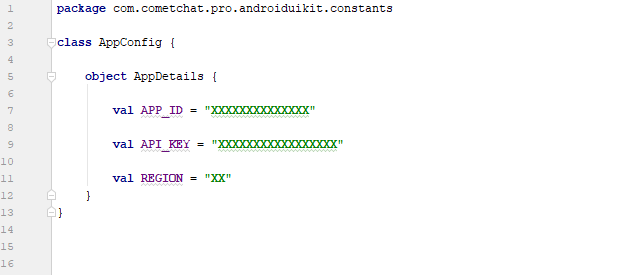 1 package com.cometchat.pro.androiduikit.constants
2
3 class AppConfig {
4
5 object AppDetails {
6
7 val APP_ID = "XXXXXXXXXXXXXX"
8
9 val API_KEY = "XXXXXXXXXXXXXXXXX"
10
11 val REGION = "XX"
12 }
13 }
14
15
16